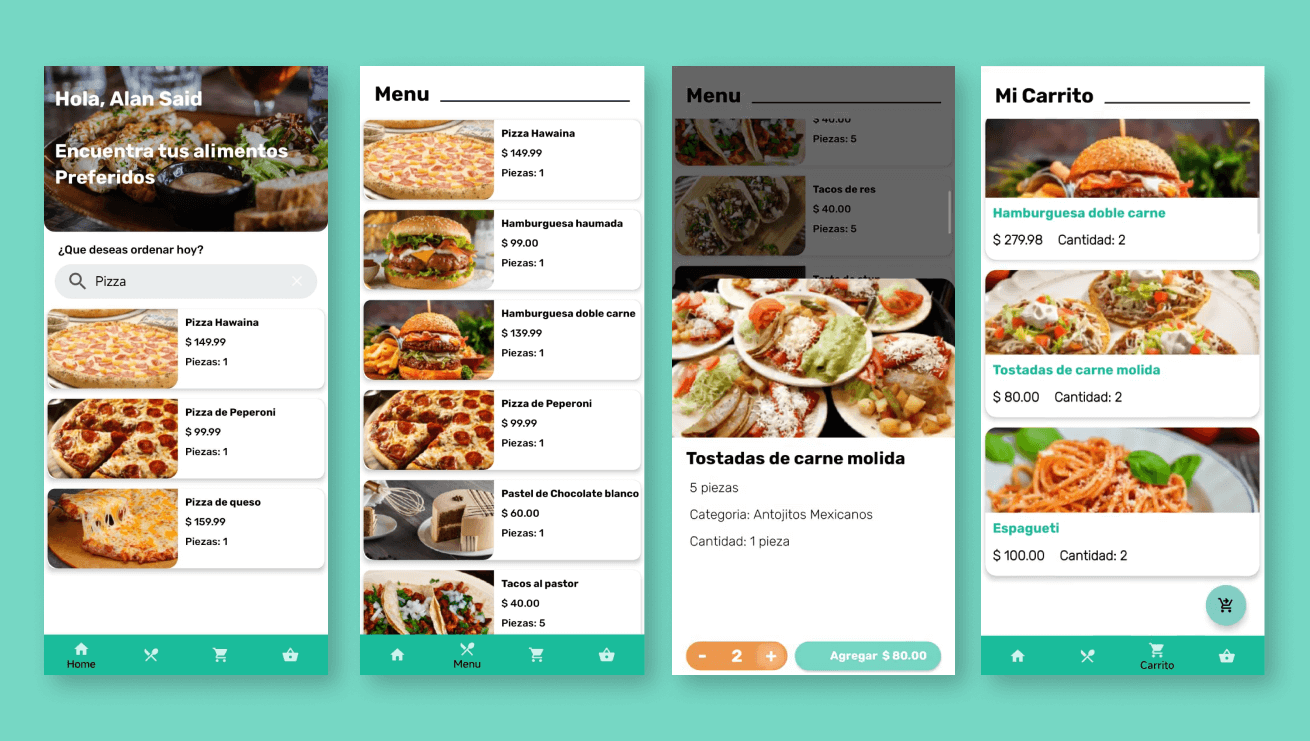 Hola, Alan Said
Encuentra tus alimentos
Preferidos
¿Que deseas ordenar hoy?
Pizza
Pizza Hawaina
$ 149.99
Piezas: 1
Pizza de Peperoni
$ 99.99
Piezas: 1
Pizza de queso
$ 159.99
Piezas: 1
Home
Menu
Pizza Hawaina
$ 149.99
Piezas: 1
Hamburguesa haumada
$ 99.00
Piezas: 1
Hamburguesa doble carne
$ 139.99
Piezas: 1
Pizza de Peperoni
$ 99.99
Piezas: 1
Pastel de Chocolate blanco
$ 60.00
Piezas: 1
Tacos al pastor
$ 40.00
Piezas: 5
Menu
Menu
$ 40.00
Piezas: 5
Tacos de res
$ 40.00
Piezas: 5
Tostadas de carne molida
5 piezas
Categoria: Antojitos Mexicanos
Cantidad: 1 pieza
- 2 +
Agregar $ 80.00
Mi Carrito
Hamburguesa doble carne
$ 279.98 Cantidad: 2
Tostadas de carne molida
$ 80.00 Cantidad: 2
Espagueti
$ 100.00 Cantidad: 2
Carrito